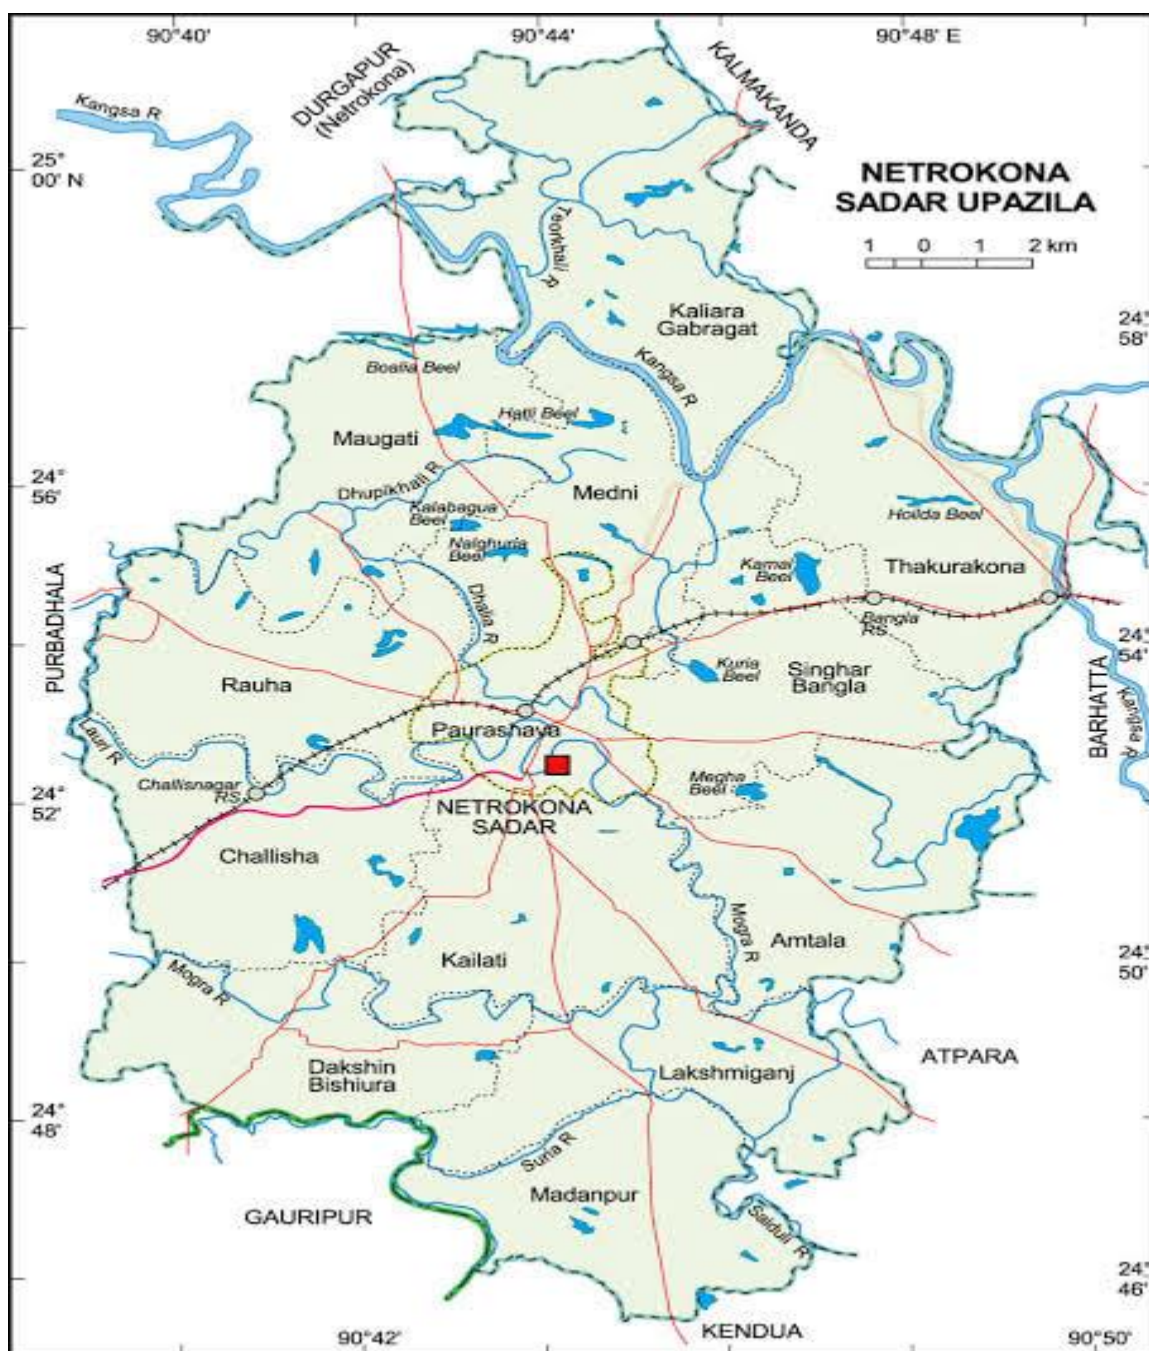 90°40'
90°44'
90°48' E
DURGAPUR
(Netrokona)
KALMAKANDA
Kangsa R
25°
00' N
NETROKONA
SADAR UPAZILA
1 0 1 2 km
Teorkhali R
Kaliara
Gabragat
24°
58'
Boalia Beel
Kangsa R
Hatli Beel
Maugati
24°
56'
Dhupikhali R
Medni
Kalabagua
Beel
Hoilda Beel
Nalghuria
Beel
Kamal
Beel
Thakurakona
PURBADHALA
Dhalia R
Bangla
RS
24°
54'
Kuria
Beel
Singhar
Bangla
Rauha
BARHATTA
Kangsa R
Paurashava
Lauri R
Challisnagar
RS
Megha
Beel
24°
52'
NETROKONA
SADAR
Challisha
Mogra R
Amtala
24°
50'
Kailati
Mogra R
ATPARA
Dakshin
Bishiura
Lakshmiganj
24°
48'
Suria R
Madanpur
GAURIPUR
Saiduli R
24°
46'
90°42'
KENDUA
90°50'